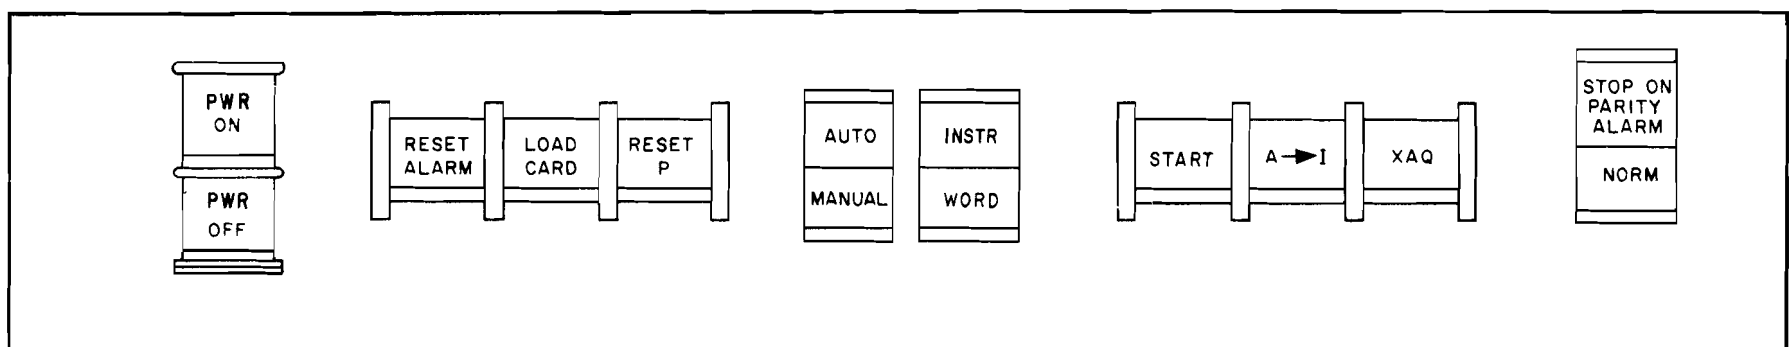 PWR
ON
PWR
OFF
RESET
ALARM
LOAD
CARD
RESET
P
AUTO
MANUAL
INSTR
WORD
START
A→I
XAQ
STOP ON
PARITY
ALARM
NORM